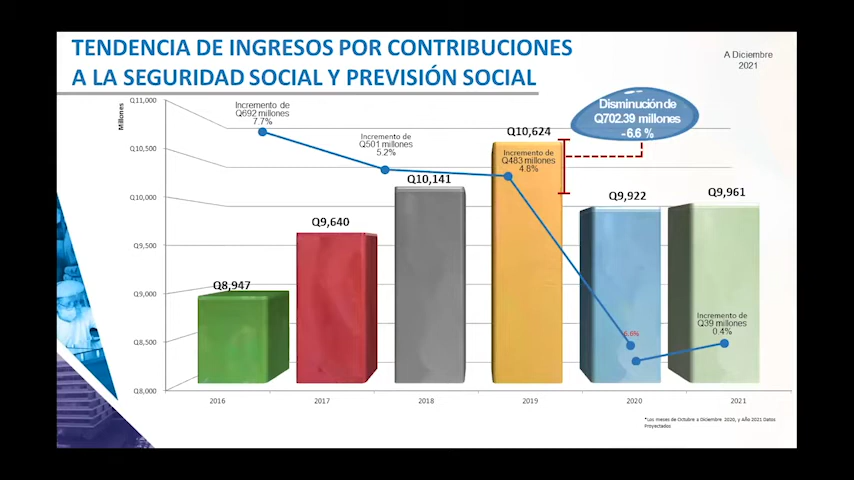 TENDENCIA DE INGRESOS POR CONTRIBUCIONES
A LA SEGURIDAD SOCIAL Y PREVISIÓN SOCIAL
A Diciembre
2021
Millones
Q11,000
Q10,500
Q10,000
Q9,500
Q9,000
Q8,500
Q8,000
Incremento de
Q692 millones
7.7%
Incremento de
Q501 millones
5.2%
Incremento de
Q483 millones
4.8%
Disminución de
Q702.39 millones
-6.6 %
Q8,947
Q9,640
Q10,141
Q10,624
Q9,922
Q9,961
-6.6%
Incremento de
Q39 millones
0.4%
2016
2017
2018
2019
2020
2021
*Los meses de Octubre a Diciembre 2020, y Año 2021 Datos
Proyectados